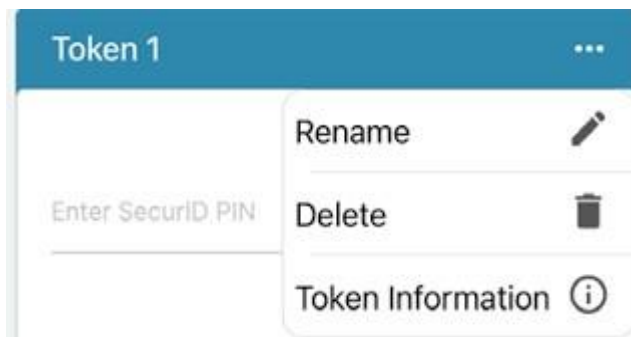 Token 1
Rename
Enter SecurID PIN
Delete
Token Information